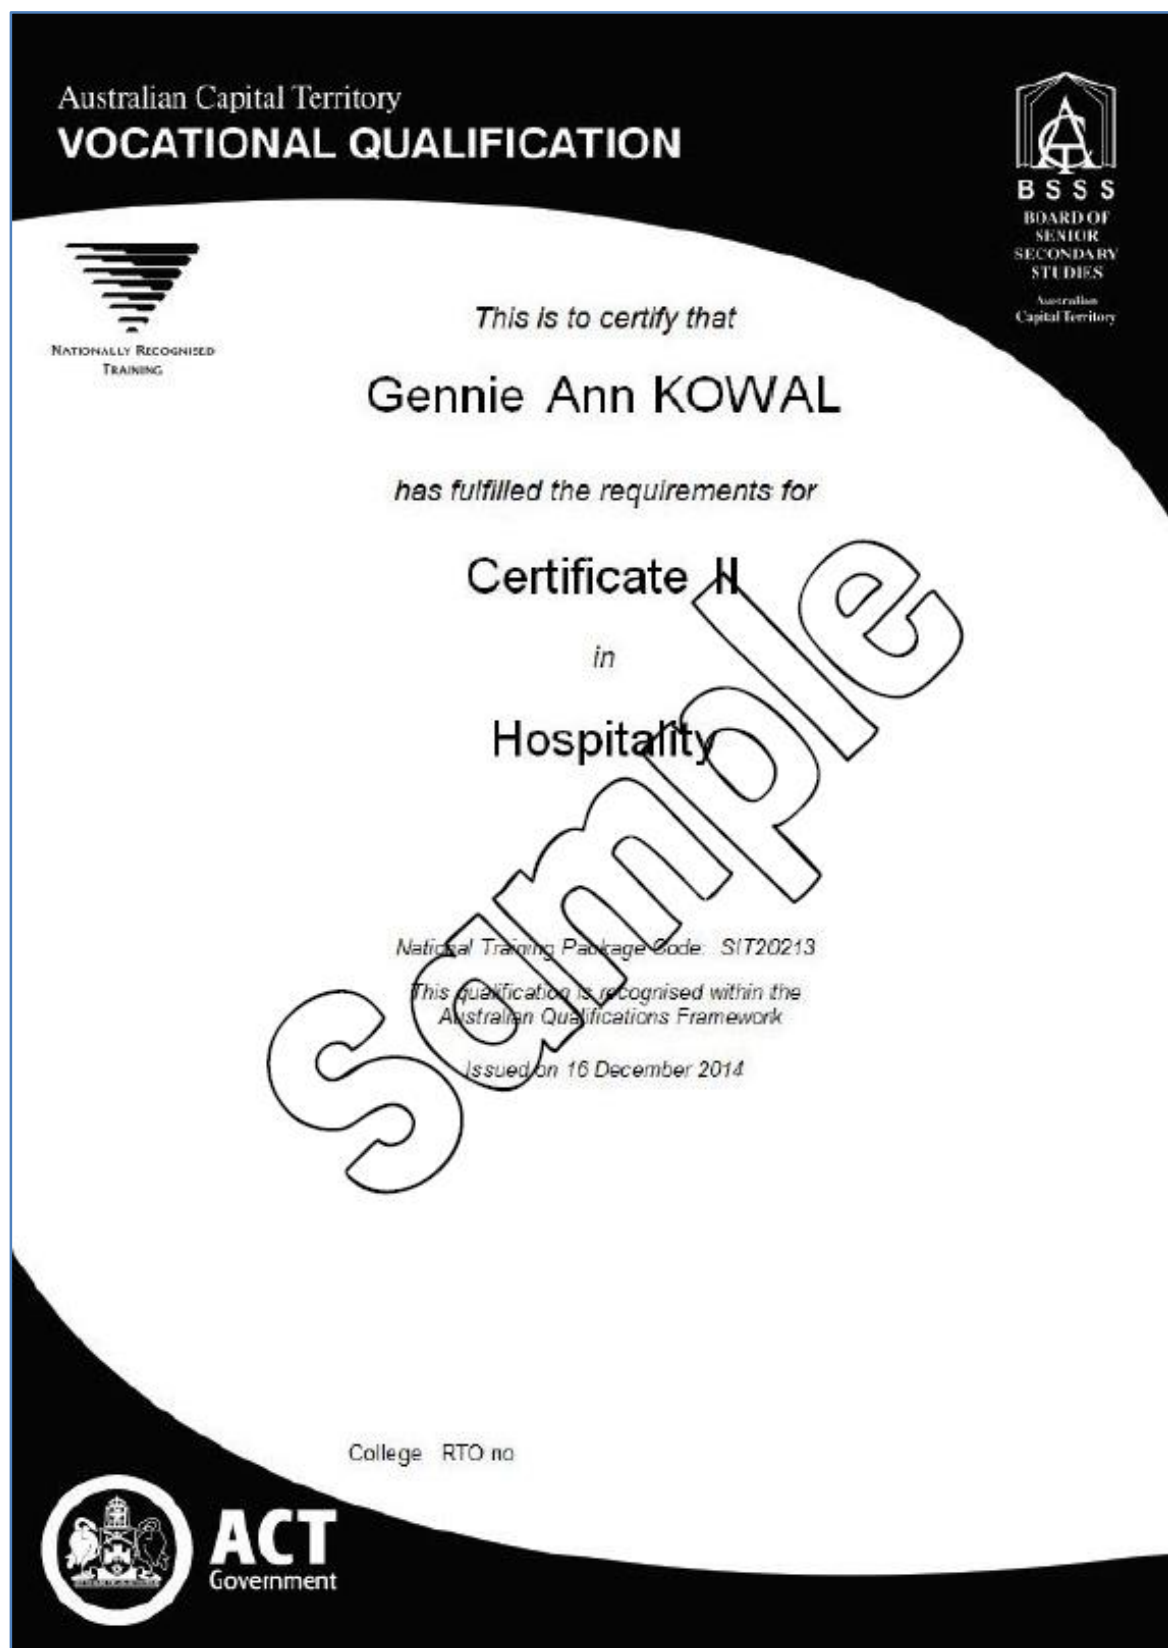 Australian Capital Territory
VOCATIONAL QUALIFICATION
BSSS
BOARD OF
SENIOR
SECONDARY
STUDIES
Australian
Capital Territory
NATIONALLY RECOGNISED
TRAINING
This is to certify that
Gennie Ann KOWAL
has fulfilled the requirements for
Certificate II
in
Hospitality
Sample
National Training Package Code: SIT20213
This qualification is recognised within the
Australian Qualifications Framework
Issued on 16 December 2014
College RTO no
ACT
Government